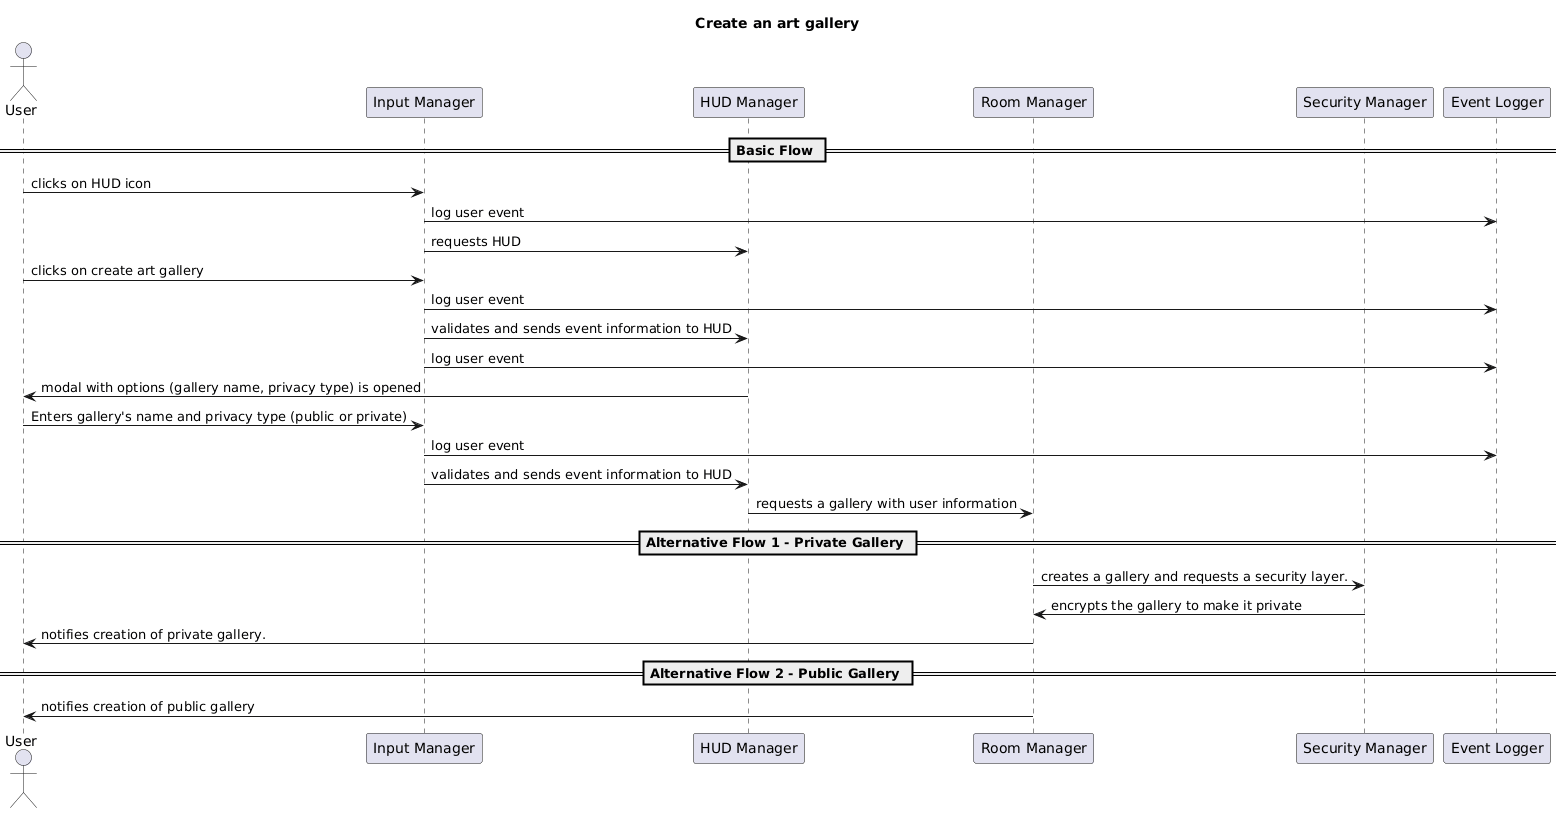 Create an art gallery
User
Input Manager
HUD Manager
Room Manager
Security Manager
Event Logger
Basic Flow
clicks on HUD icon
log user event
requests HUD
clicks on create art gallery
log user event
validates and sends event information to HUD
log user event
modal with options (gallery name, privacy type) is opened
Enters gallery's name and privacy type (public or private)
log user event
validates and sends event information to HUD
requests a gallery with user information
Alternative Flow 1 - Private Gallery
creates a gallery and requests a security layer.
encrypts the gallery to make it private
notifies creation of private gallery.
Alternative Flow 2 - Public Gallery
notifies creation of public gallery
User
Input Manager
HUD Manager
Room Manager
Security Manager
Event Logger